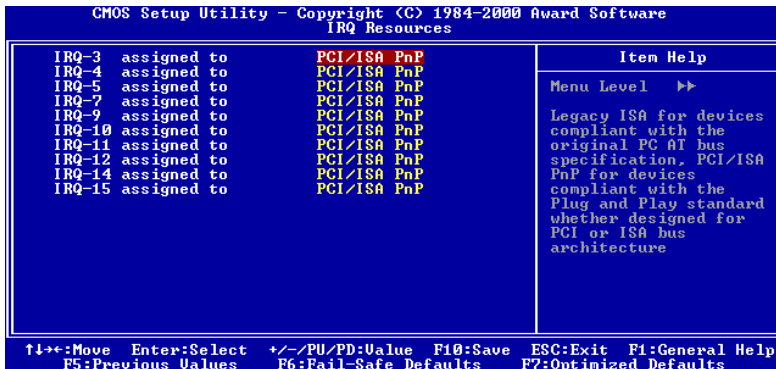 CMOS Setup Utility - Copyright (C) 1984-2000 Award Software
IRQ Resources
IRQ-3 assigned to PCI/ISA PnP
IRQ-4 assigned to PCI/ISA PnP
IRQ-5 assigned to PCI/ISA PnP
IRQ-7 assigned to PCI/ISA PnP
IRQ-9 assigned to PCI/ISA PnP
IRQ-10 assigned to PCI/ISA PnP
IRQ-11 assigned to PCI/ISA PnP
IRQ-12 assigned to PCI/ISA PnP
IRQ-14 assigned to PCI/ISA PnP
IRQ-15 assigned to PCI/ISA PnP
Item Help
Menu Level ►►
Legacy ISA for devices
compliant with the
original PC AT bus
specification, PCI/ISA
PnP for devices
compliant with the
Plug and Play standard
whether designed for
PCI or ISA bus
architecture
↑↓→←:Move Enter:Select +/-/PU/PD:Value F10:Save ESC:Exit F1:General Help
F5:Previous Values F6:Fail-Safe Defaults F7:Optimized Defaults